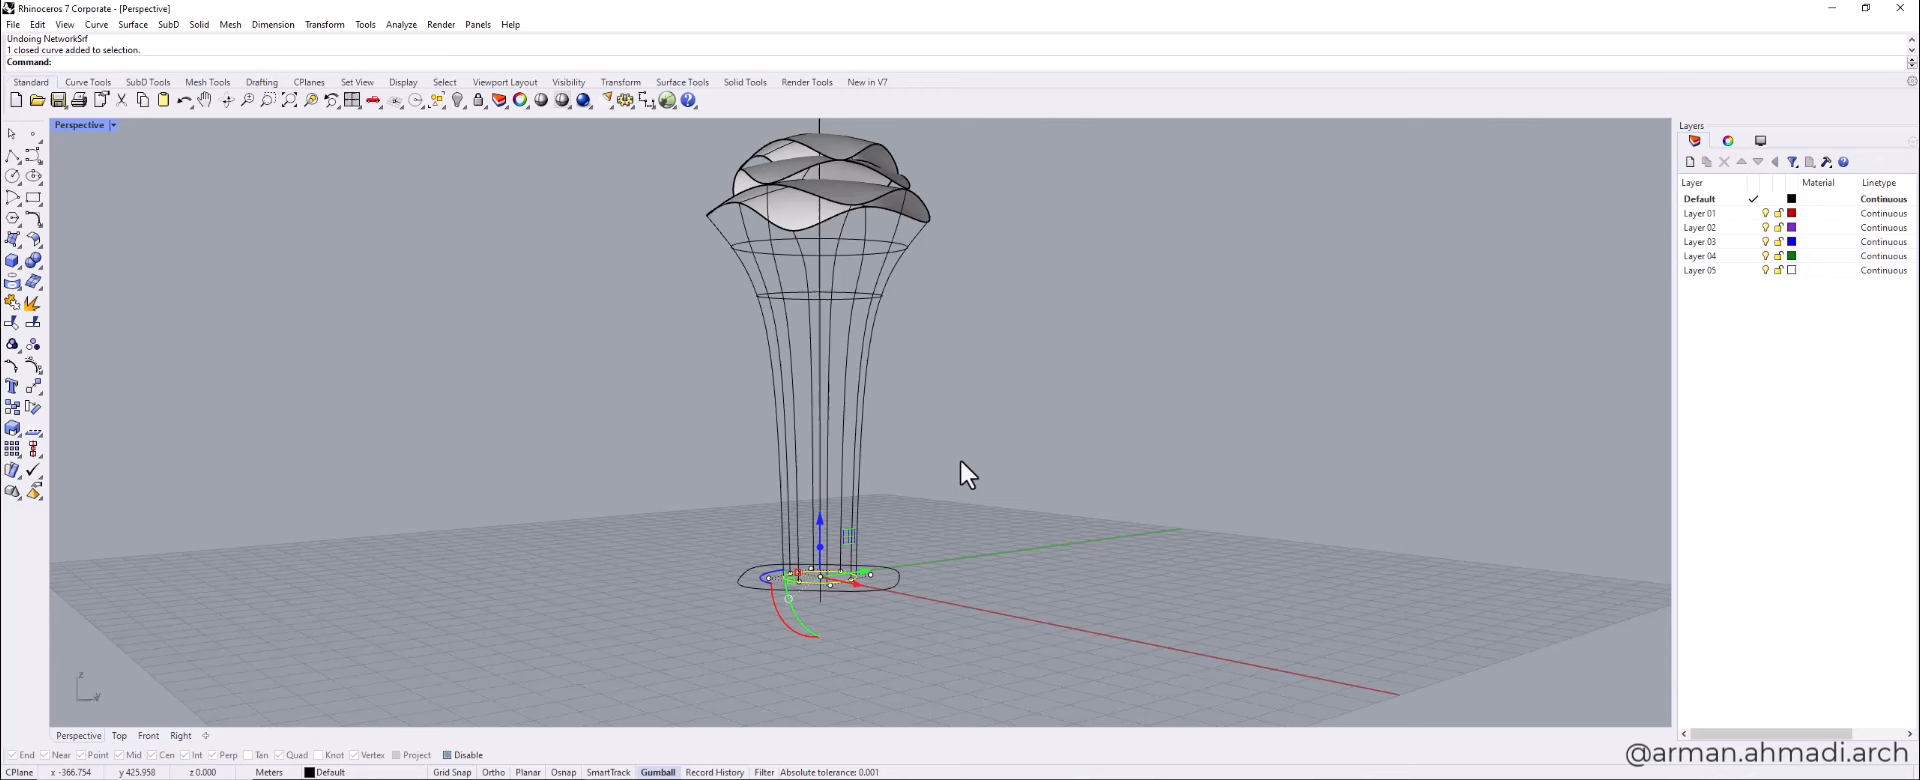 Rhinoceros 7 Corporate - [Perspective]
File Edit View Curve Surface SubD Solid Mesh Dimension Transform Tools Analyze Render Panels Help
Undoing NetworkSrf
1 closed curve added to selection.
Command:
Standard Curve Tools SubD Tools Mesh Tools Drafting CPlanes Set View Display Select Viewport Layout Visibility Transform Surface Tools Solid Tools Render Tools New in V7
Perspective
Layers
Layer Material Linetype
Default Continuous
Layer 01 Continuous
Layer 02 Continuous
Layer 03 Continuous
Layer 04 Continuous
Layer 05 Continuous
z
y
Perspective Top Front Right
End Near Point Mid Cen Int Perp Tan Quad Knot Vertex Project Disable
@arman.ahmadi.arch
CPlane x -366.754 y 425.958 z 0.000 Meters Default Grid Snap Ortho Planar Osnap SmartTrack Gumball Record History Filter Absolute tolerance: 0.001